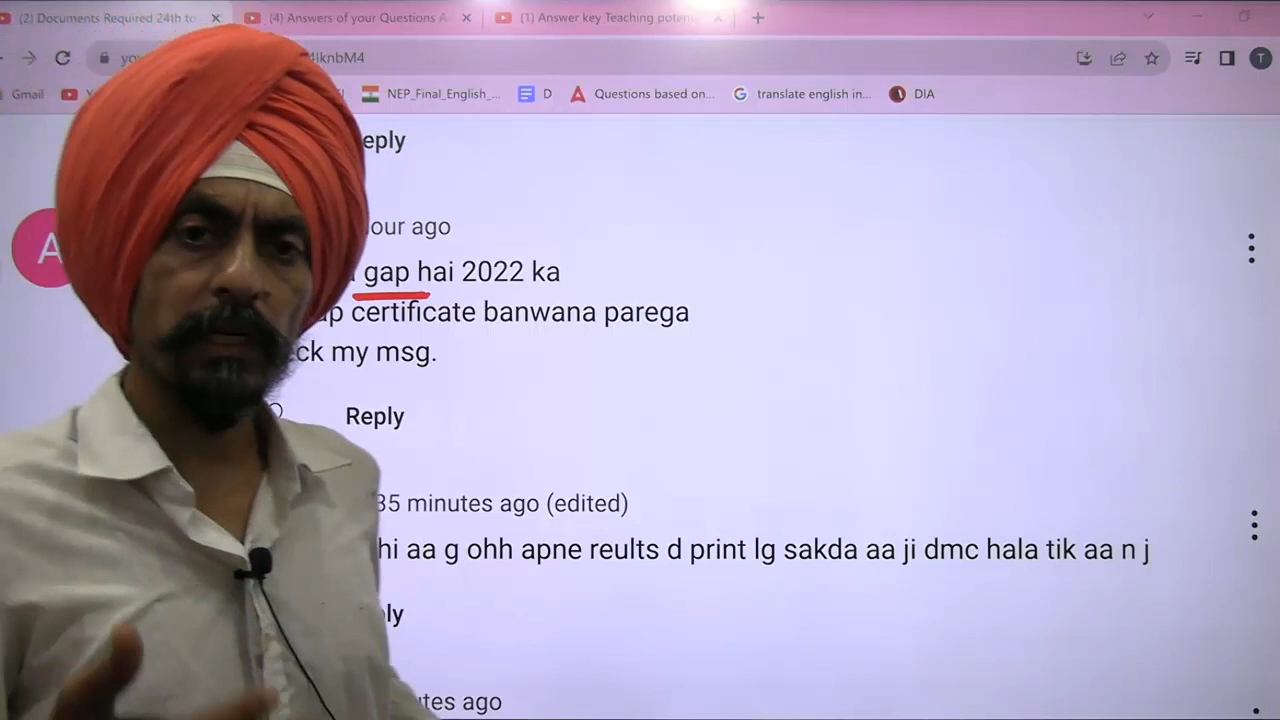 (2) Documents Required 24th to
(4) Answers of your Questions A
(1) Answer key Teaching poten
4lknbM4
Gmail
NEP_Final_English_...
D
Questions based on...
translate english in...
DIA
T
eply
A
our ago
gap hai 2022 ka
certificate banwana parega
ck my msg.
Reply
35 minutes ago (edited)
hi aa g ohh apne reults d print lg sakda aa ji dmc hala tik aa n j
ly
tes ago